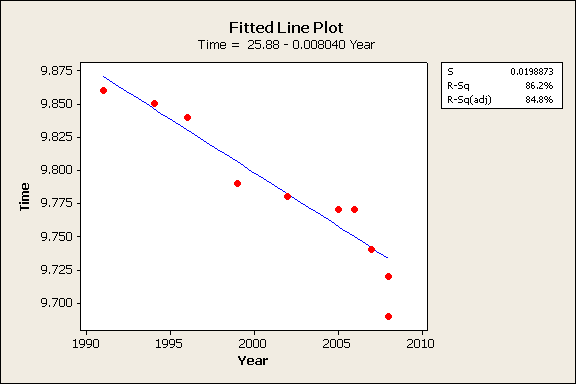 Fitted Line Plot
Time = 25.88 - 0.008040 Year
S 0.0198873
R-Sq 86.2%
R-Sq(adj) 84.8%
9.875
9.850
9.825
9.800
9.775
9.750
9.725
9.700
Time
1990 1995 2000 2005 2010
Year